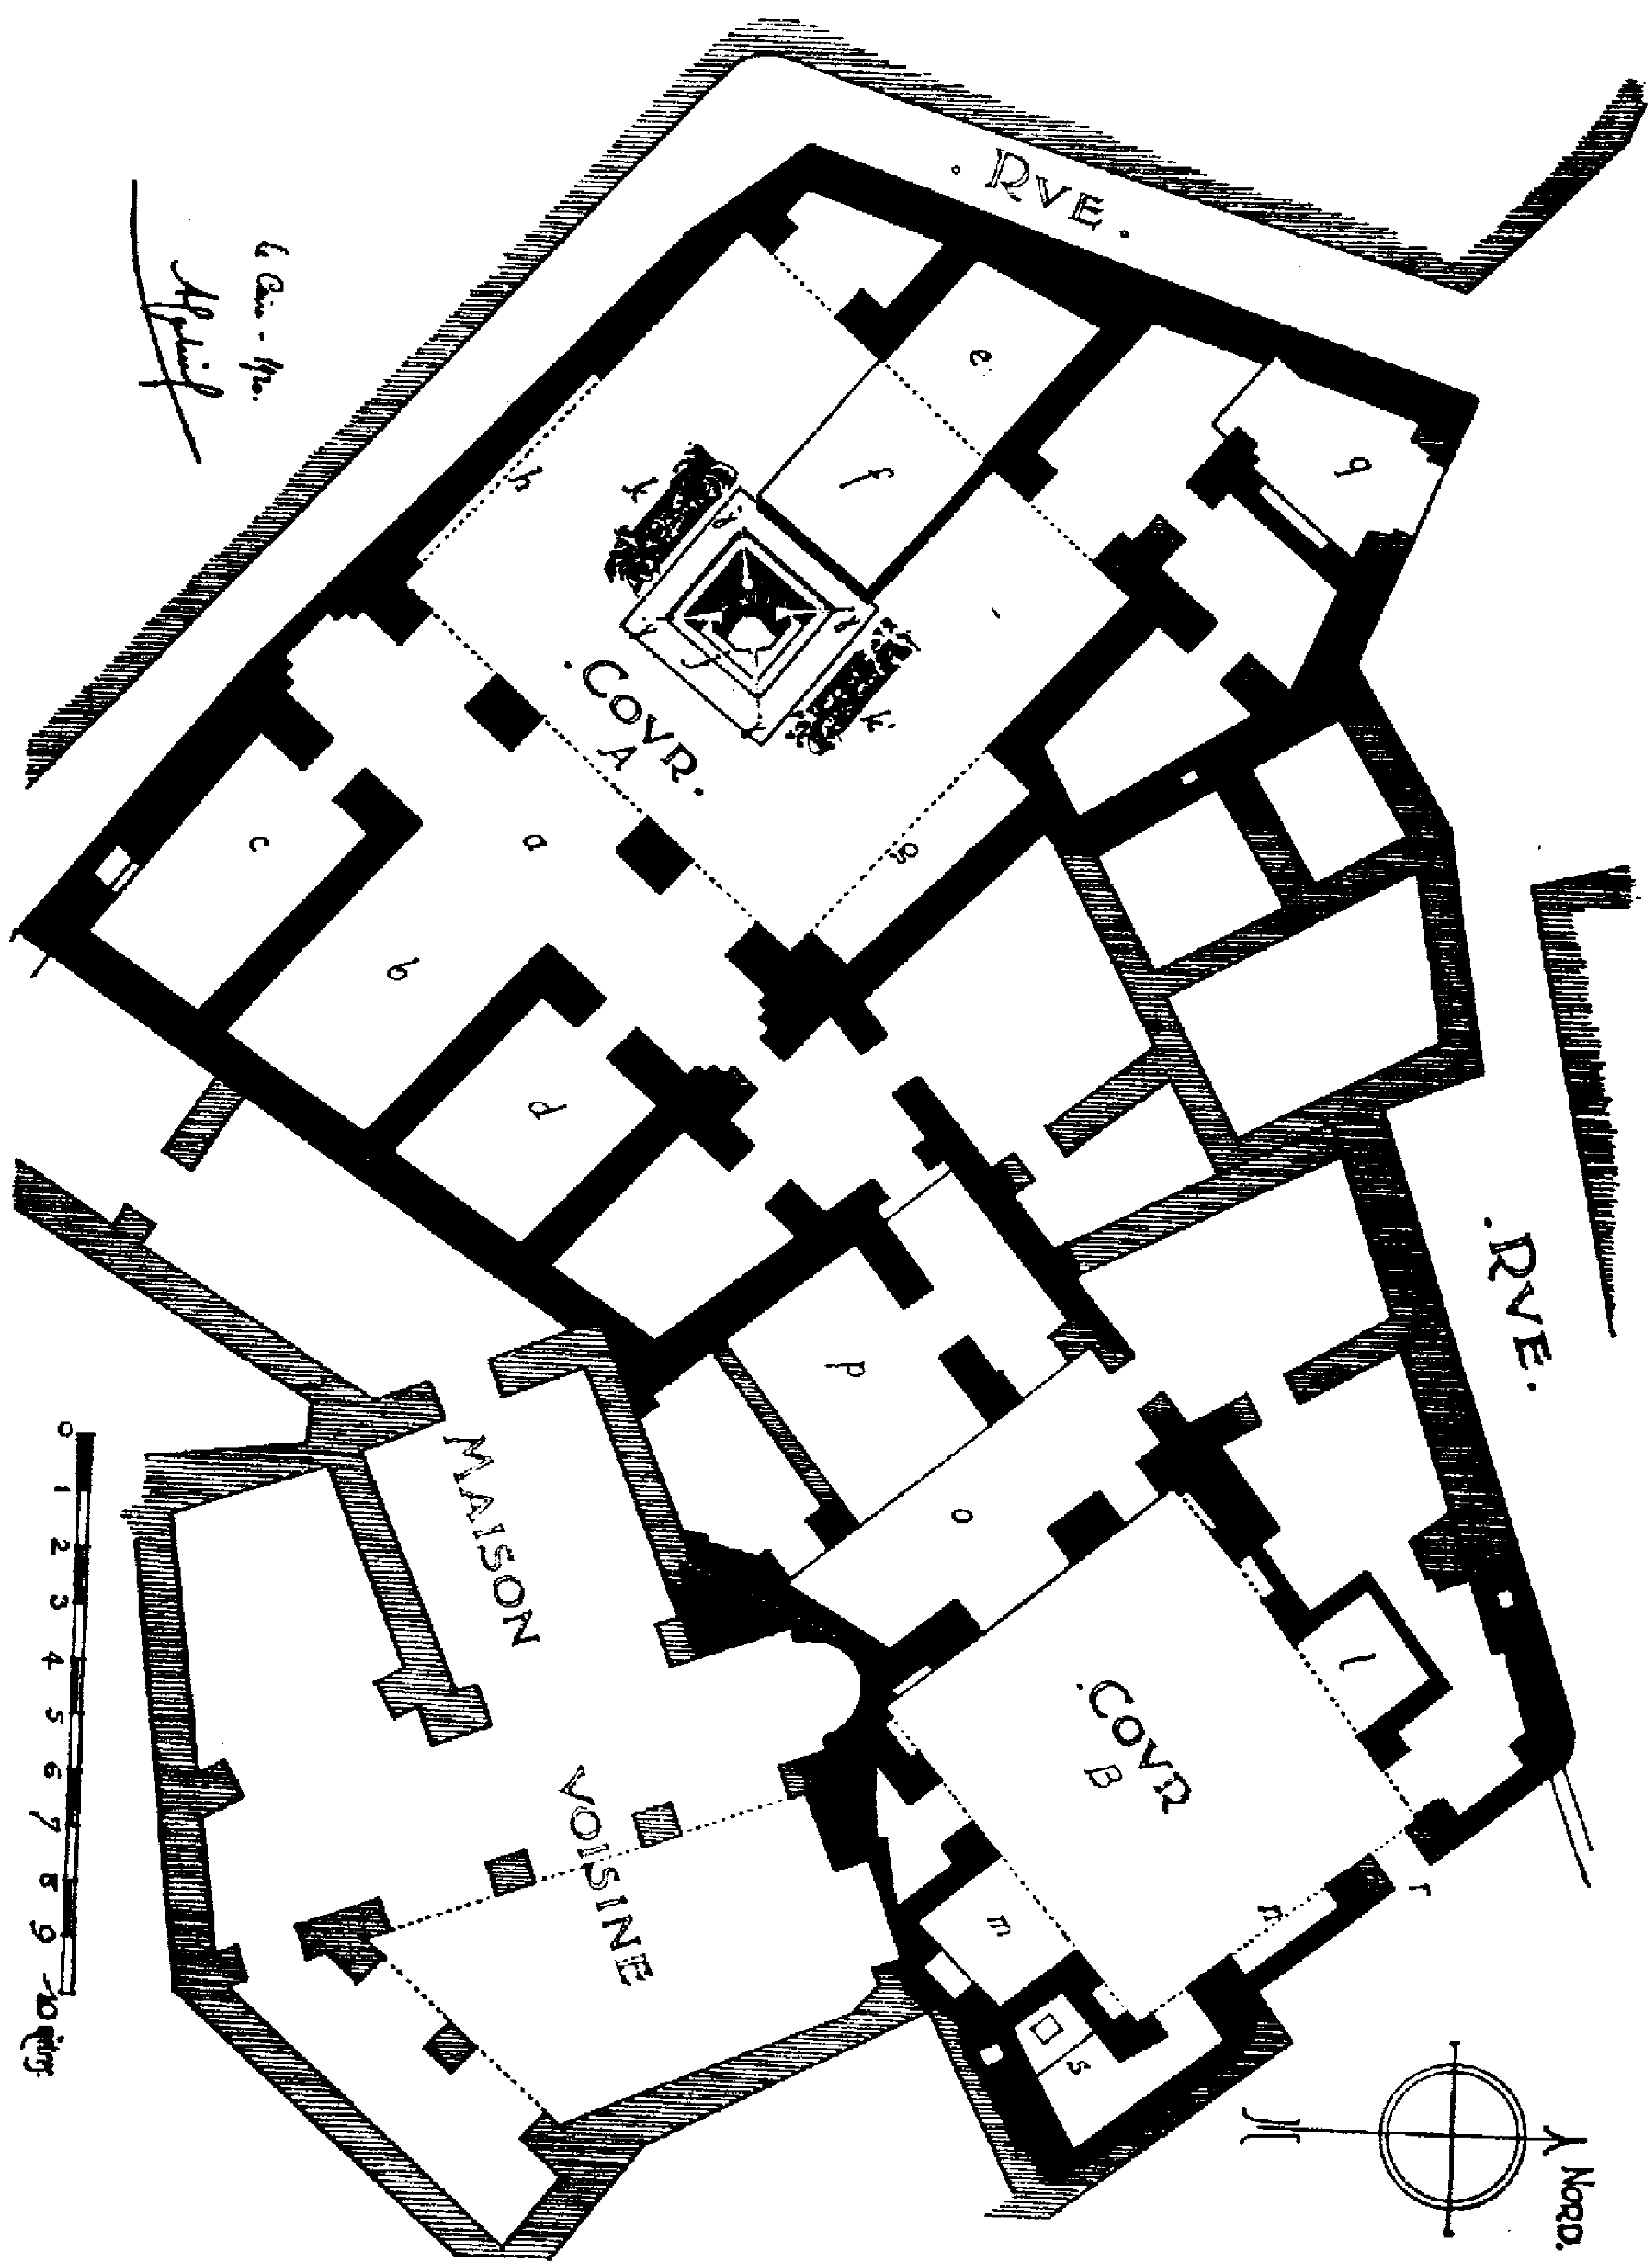 . RVE .
e
q
f
h
k
y
y
y
j
k
. COVR .
A
g
c
a
b
d
. RVE .
p
o
l
. COVR
B
MAISON
VOISINE
m
n
r
s
0 1 2 3 4 5 6 7 8 9 10
NORD.